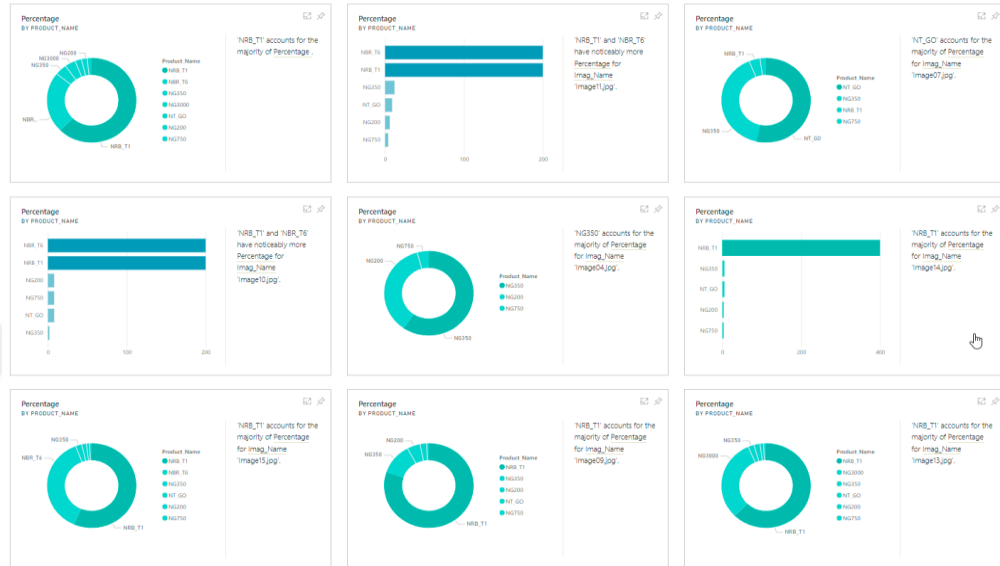 Percentage
BY PRODUCT_NAME
NG200
NG3000
NG350
NBR...
NRB_T1
Product_Name
NRB_T1
NRB_T6
NG350
NG3000
NT_GO
NG200
NG750
'NRB_T1' accounts for the
majority of Percentage .
Percentage
BY PRODUCT_NAME
NRB_T6
NRB_T1
NG350
NT_GO
NG200
NG750
0 100 200
'NRB_T1' and 'NBR_T6'
have noticeably more
Percentage for
Imag_Name
'Image11.jpg'.
Percentage
BY PRODUCT_NAME
NRB_T1
NG350
NT_GO
Product_Name
NT_GO
NG350
NRB_T1
NG750
'NT_GO' accounts for the
majority of Percentage
for Imag_Name
'Image07.jpg'.
Percentage
BY PRODUCT_NAME
NBR_T6
NRB_T1
NG200
NG750
NT_GO
NG350
0 100 200
'NRB_T1' and 'NBR_T6'
have noticeably more
Percentage for
Imag_Name
'Image10.jpg'.
Percentage
BY PRODUCT_NAME
NG750
NG200
NG350
Product_Name
NG350
NG200
NG750
'NG350' accounts for the
majority of Percentage
for Imag_Name
'Image04.jpg'.
Percentage
BY PRODUCT_NAME
NRB_T1
NG350
NT_GO
NG200
NG750
0 200 400
'NRB_T1' accounts for the
majority of Percentage
for Imag_Name
'Image14.jpg'.
Percentage
BY PRODUCT_NAME
NG350
NBR_T6
NRB_T1
Product_Name
NRB_T1
NBR_T6
NG350
NT_GO
NG200
NG750
'NRB_T1' accounts for the
majority of Percentage
for Imag_Name
'Image15.jpg'.
Percentage
BY PRODUCT_NAME
NG200
NG350
NRB_T1
Product_Name
NRB_T1
NG350
NG200
NT_GO
NG750
'NRB_T1' accounts for the
majority of Percentage
for Imag_Name
'Image09.jpg'.
Percentage
BY PRODUCT_NAME
NG350
NG3000
NRB_T1
Product_Name
NRB_T1
NG3000
NG350
NT_GO
NG200
NG750
'NRB_T1' accounts for the
majority of Percentage
for Imag_Name
'Image13.jpg'.